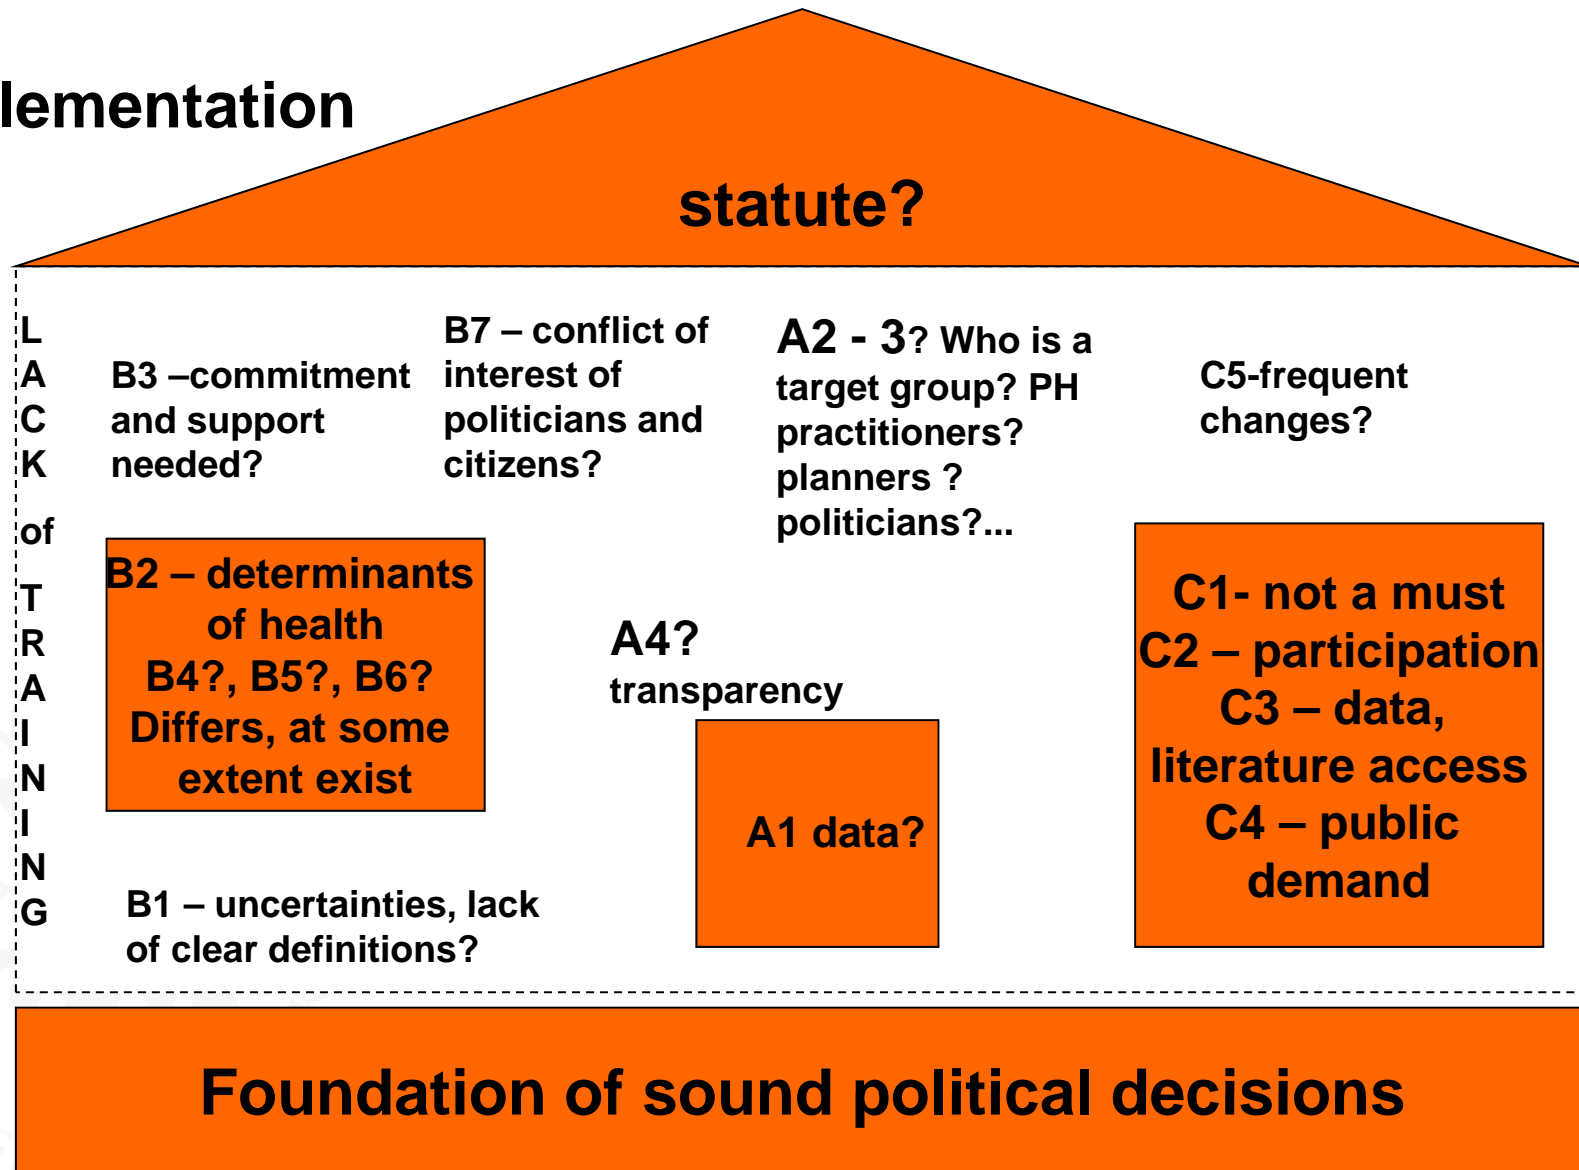 lementation
statute?
L
A
C
K
of
T
R
A
I
N
I
N
G
B3 –commitment
and support
needed?
B7 – conflict of
interest of
politicians and
citizens?
A2 - 3? Who is a
target group? PH
practitioners?
planners ?
politicians?...
C5-frequent
changes?
B2 – determinants
of health
B4?, B5?, B6?
Differs, at some
extent exist
A4?
transparency
A1 data?
C1- not a must
C2 – participation
C3 – data,
literature access
C4 – public
demand
B1 – uncertainties, lack
of clear definitions?
Foundation of sound political decisions